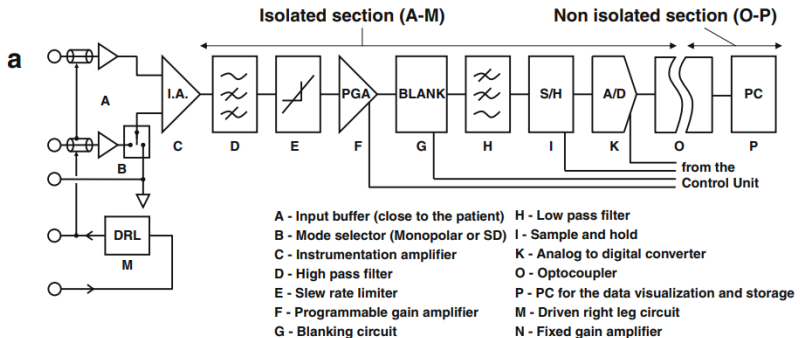 Isolated section (A-M) Non isolated section (O-P)
a
I.A. PGA BLANK S/H A/D PC
A
B C D E F G H I K O P
from the
Control Unit
DRL
M
A - Input buffer (close to the patient) H - Low pass filter
B - Mode selector (Monopolar or SD) I - Sample and hold
C - Instrumentation amplifier K - Analog to digital converter
D - High pass filter O - Optocoupler
E - Slew rate limiter P - PC for the data visualization and storage
F - Programmable gain amplifier M - Driven right leg circuit
G - Blanking circuit N - Fixed gain amplifier